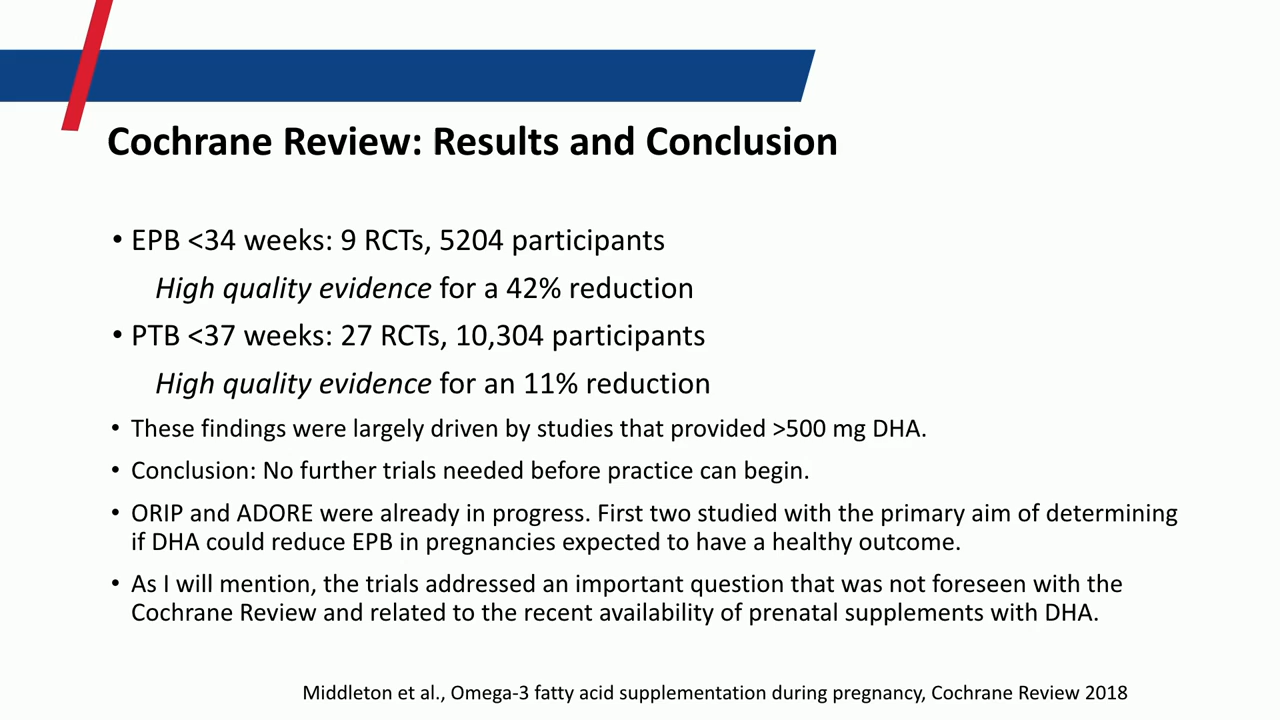 Cochrane Review: Results and Conclusion
• EPB <34 weeks: 9 RCTs, 5204 participants
High quality evidence for a 42% reduction
• PTB <37 weeks: 27 RCTs, 10,304 participants
High quality evidence for an 11% reduction
• These findings were largely driven by studies that provided >500 mg DHA.
• Conclusion: No further trials needed before practice can begin.
• ORIP and ADORE were already in progress. First two studied with the primary aim of determining
if DHA could reduce EPB in pregnancies expected to have a healthy outcome.
• As I will mention, the trials addressed an important question that was not foreseen with the
Cochrane Review and related to the recent availability of prenatal supplements with DHA.
Middleton et al., Omega-3 fatty acid supplementation during pregnancy, Cochrane Review 2018